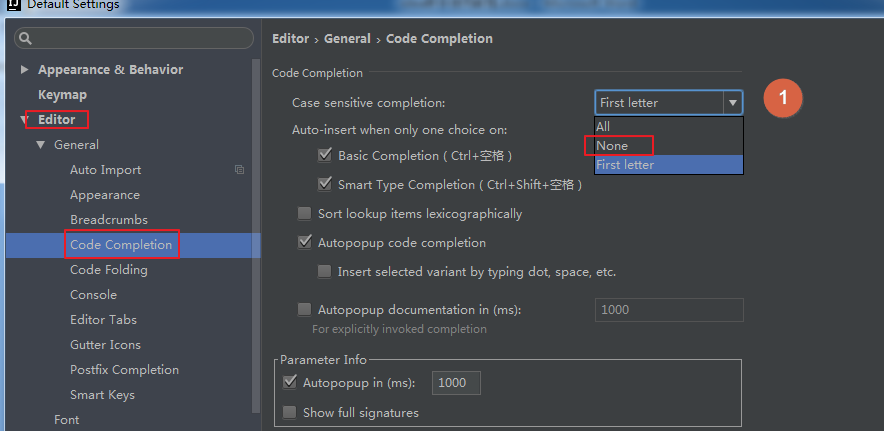 IJ Default Settings
Editor › General › Code Completion
Appearance & Behavior
Keymap
Editor
General
Auto Import
Appearance
Breadcrumbs
Code Completion
Code Folding
Console
Editor Tabs
Gutter Icons
Postfix Completion
Smart Keys
Font
Code Completion
Case sensitive completion: First letter
1
All
None
First letter
Auto-insert when only one choice on:
Basic Completion ( Ctrl+空格 )
Smart Type Completion ( Ctrl+Shift+空格 )
Sort lookup items lexicographically
Autopopup code completion
Insert selected variant by typing dot, space, etc.
Autopopup documentation in (ms): 1000
For explicitly invoked completion
Parameter Info
Autopopup in (ms): 1000
Show full signatures